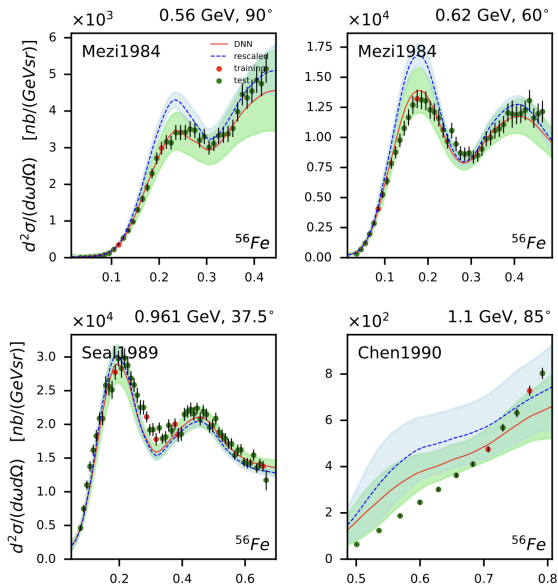 ×10³ 0.56 GeV, 90°
Mezi1984
DNN
rescaled
training
test
d²σ/(dωdΩ) [nb/(GeVsr)]
6
5
4
3
2
1
0
0.1 0.2 0.3 0.4
⁵⁶Fe
×10⁴ 0.62 GeV, 60°
Mezi1984
1.75
1.50
1.25
1.00
0.75
0.50
0.25
0.00
0.1 0.2 0.3 0.4
⁵⁶Fe
×10⁴ 0.961 GeV, 37.5°
Seal1989
d²σ/(dωdΩ) [nb/(GeVsr)]
3.0
2.5
2.0
1.5
1.0
0.5
0.0
0.2 0.4 0.6
⁵⁶Fe
×10² 1.1 GeV, 85°
Chen1990
8
6
4
2
0
0.5 0.6 0.7 0.8
⁵⁶Fe